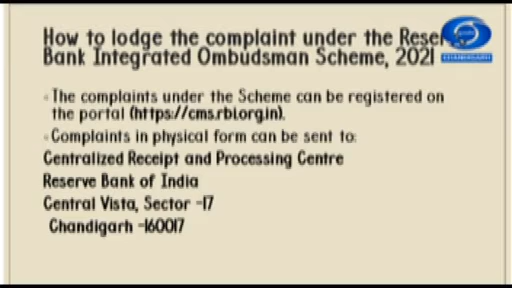 How to lodge the complaint under the Reser
Bank Integrated Ombudsman Scheme, 2021
CHANDIGARH
The complaints under the Scheme can be registered on
the portal (https://cms.rbi.org.in).
Complaints in physical form can be sent to:
Centralized Receipt and Processing Centre
Reserve Bank of India
Central Vista, Sector -17
Chandigarh -160017